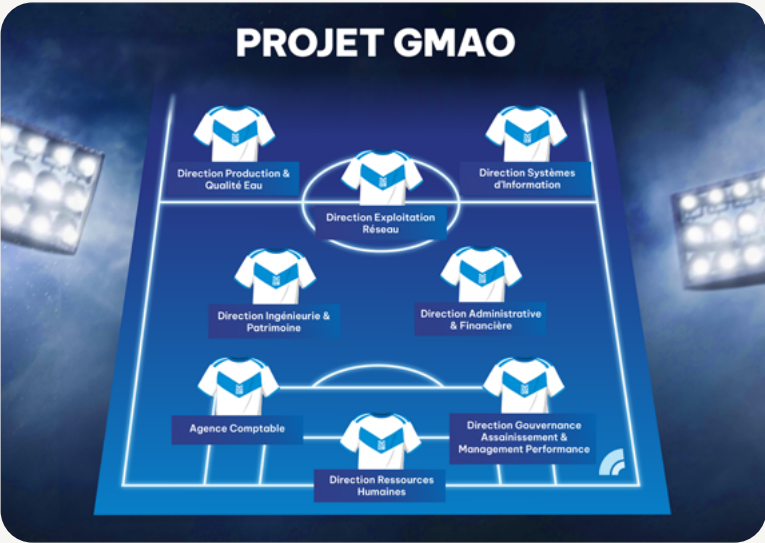 PROJET GMAO
Direction Production &
Qualité Eau
Direction Systèmes
d'Information
Direction Exploitation
Réseau
Direction Ingénieurie &
Patrimoine
Direction Administrative
& Financière
Agence Comptable
Direction Gouvernance
Assainissement &
Management Performance
Direction Ressources
Humaines